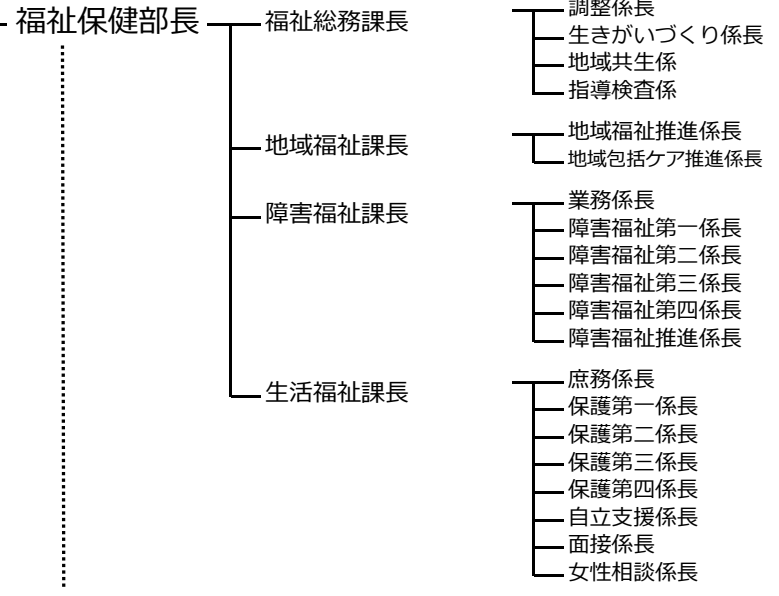 福祉保健部長
福祉総務課長
調整係長
生きがいづくり係長
地域共生係
指導検査係
地域福祉課長
地域福祉推進係長
地域包括ケア推進係長
障害福祉課長
業務係長
障害福祉第一係長
障害福祉第二係長
障害福祉第三係長
障害福祉第四係長
障害福祉推進係長
生活福祉課長
庶務係長
保護第一係長
保護第二係長
保護第三係長
保護第四係長
自立支援係長
面接係長
女性相談係長